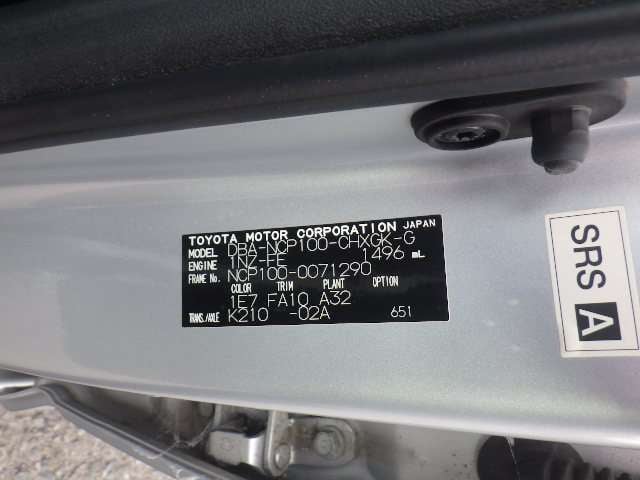 TOYOTA MOTOR CORPORATION JAPAN
MODEL DBA-NCP100-CHXGK-G
ENGINE 1NZ-FE 1496 mL
FRAME No. NCP100-0071290
COLOR TRIM PLANT OPTION
1E7 FA10 A32
TRANS./AXLE K210 -02A 651
SRS A